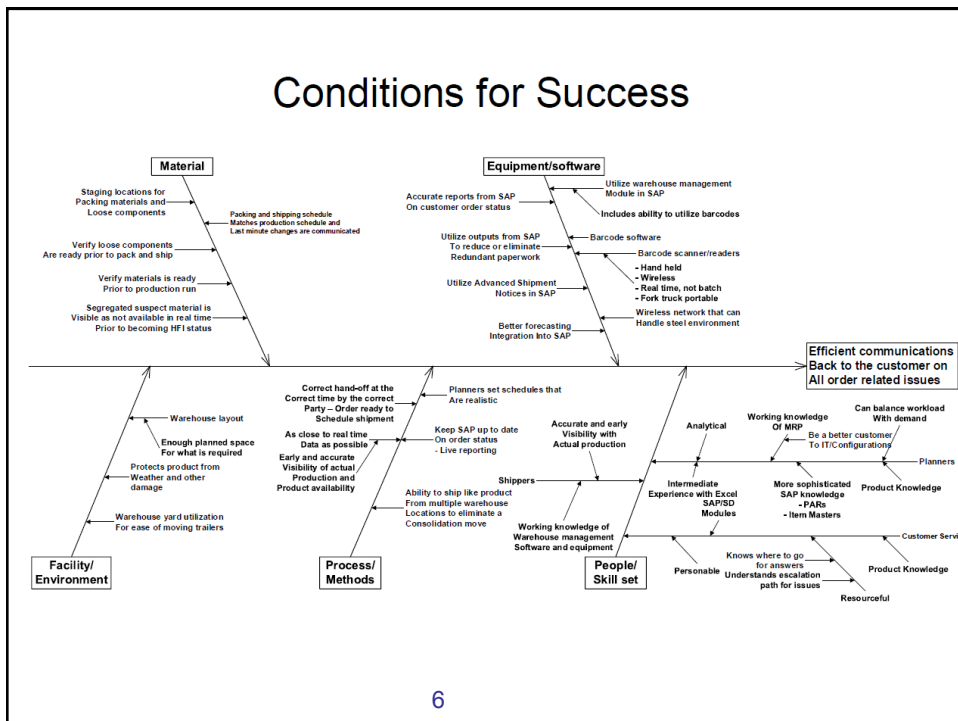 Conditions for Success
Material
Staging locations for
Packing materials and
Loose components
Packing and shipping schedule
Matches production schedule and
Last minute changes are communicated
Verify loose components
Are ready prior to pack and ship
Verify materials is ready
Prior to production run
Segregated suspect material is
Visible as not available in real time
Prior to becoming HFI status
Equipment/software
Utilize warehouse management
Module in SAP
Includes ability to utilize barcodes
Accurate reports from SAP
On customer order status
Barcode software
Utilize outputs from SAP
To reduce or eliminate
Redundant paperwork
Barcode scanner/readers
- Hand held
- Wireless
- Real time, not batch
- Fork truck portable
Utilize Advanced Shipment
Notices in SAP
Wireless network that can
Handle steel environment
Better forecasting
Integration Into SAP
Efficient communications
Back to the customer on
All order related issues
Warehouse layout
Enough planned space
For what is required
Protects product from
Weather and other
damage
Warehouse yard utilization
For ease of moving trailers
Facility/
Environment
Correct hand-off at the
Correct time by the correct
Party – Order ready to
Schedule shipment
Planners set schedules that
Are realistic
As close to real time
Data as possible
Keep SAP up to date
On order status
- Live reporting
Early and accurate
Visibility of actual
Production and
Product availability
Ability to ship like product
From multiple warehouse
Locations to eliminate a
Consolidation move
Process/
Methods
Accurate and early
Visibility with
Actual production
Shippers
Working knowledge of
Warehouse management
Software and equipment
Analytical
Working knowledge
Of MRP
Be a better customer
To IT/Configurations
Can balance workload
With demand
Planners
Intermediate
Experience with Excel
More sophisticated
SAP knowledge
- PARs
- Item Masters
Product Knowledge
SAP/SD
Modules
Customer Servi
Personable
Knows where to go
for answers
Understands escalation
path for issues
Resourceful
Product Knowledge
People/
Skill set
6